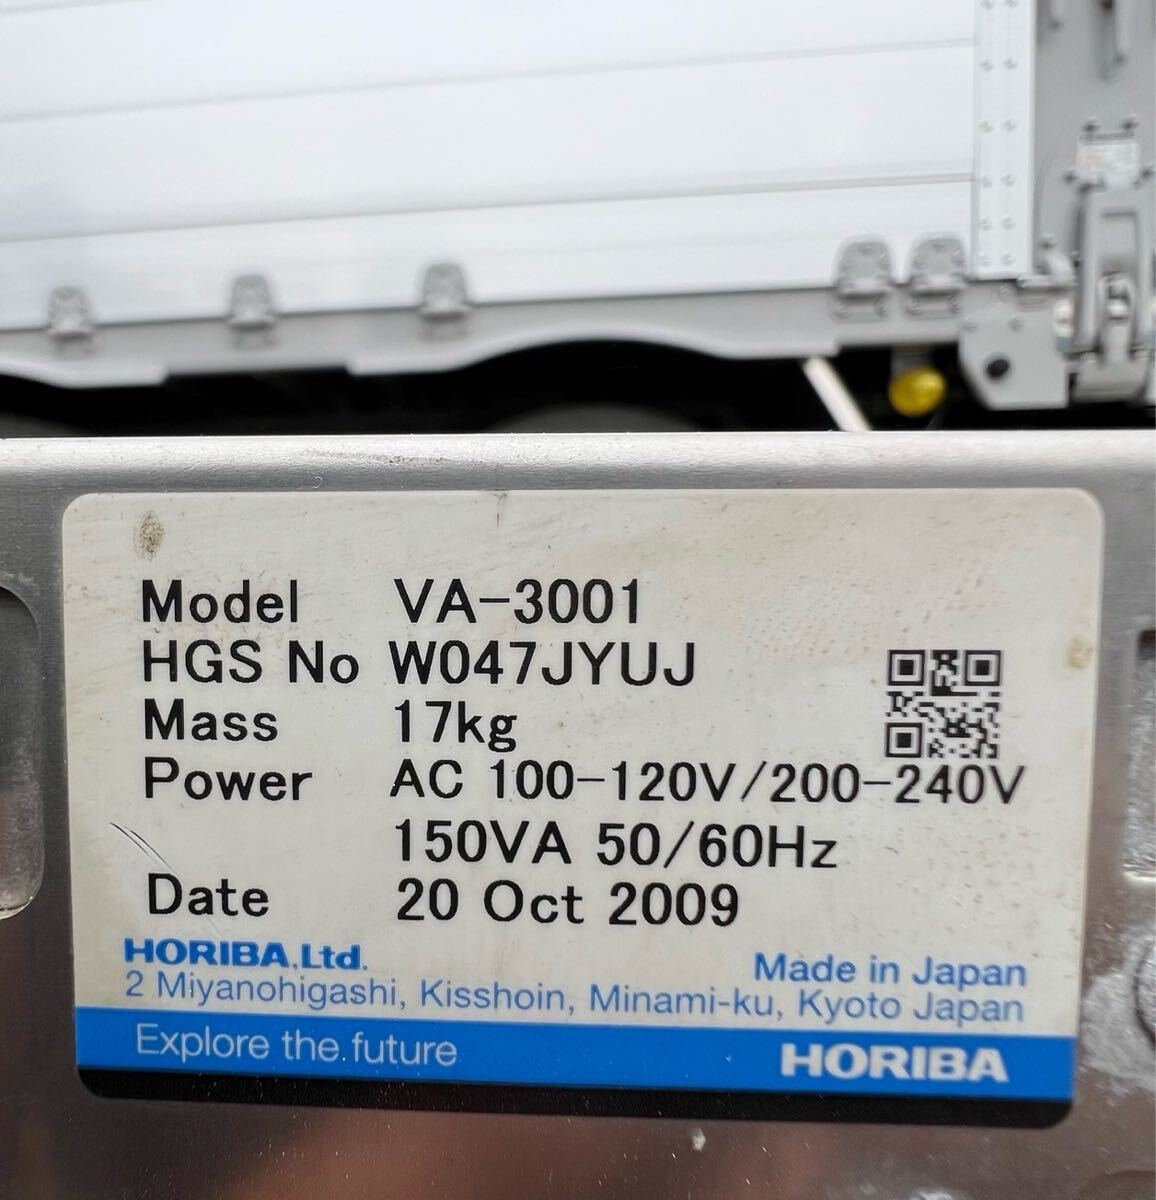 Model VA-3001
HGS No W047JYUJ
Mass 17kg
Power AC 100-120V/200-240V
150VA 50/60Hz
Date 20 Oct 2009
HORIBA,Ltd. Made in Japan
2 Miyanohigashi, Kisshoin, Minami-ku, Kyoto Japan
Explore the future HORIBA